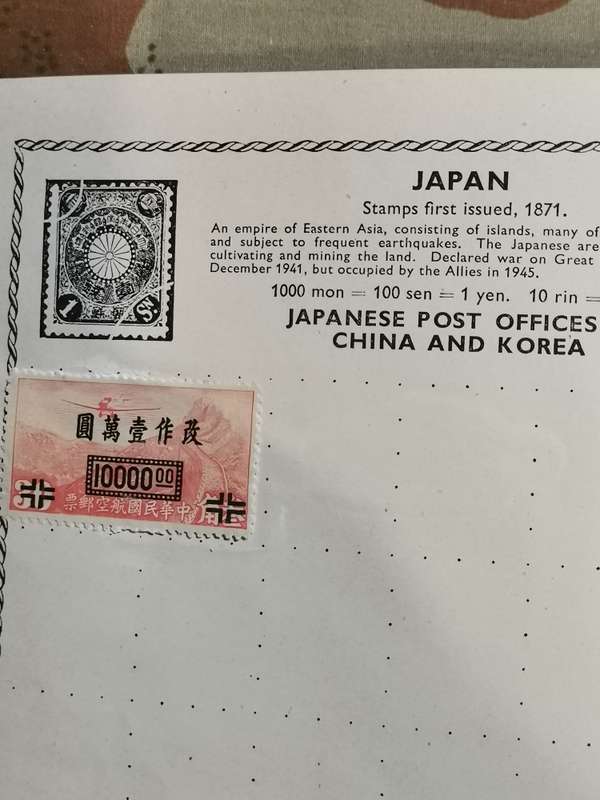 JAPAN
Stamps first issued, 1871.
An empire of Eastern Asia, consisting of islands, many of
and subject to frequent earthquakes. The Japanese are
cultivating and mining the land. Declared war on Great
December 1941, but occupied by the Allies in 1945.
1000 mon = 100 sen = 1 yen. 10 rin =
JAPANESE POST OFFICES
CHINA AND KOREA
1 Sn
改作壹萬圓
10000.00
中華民國航空郵票